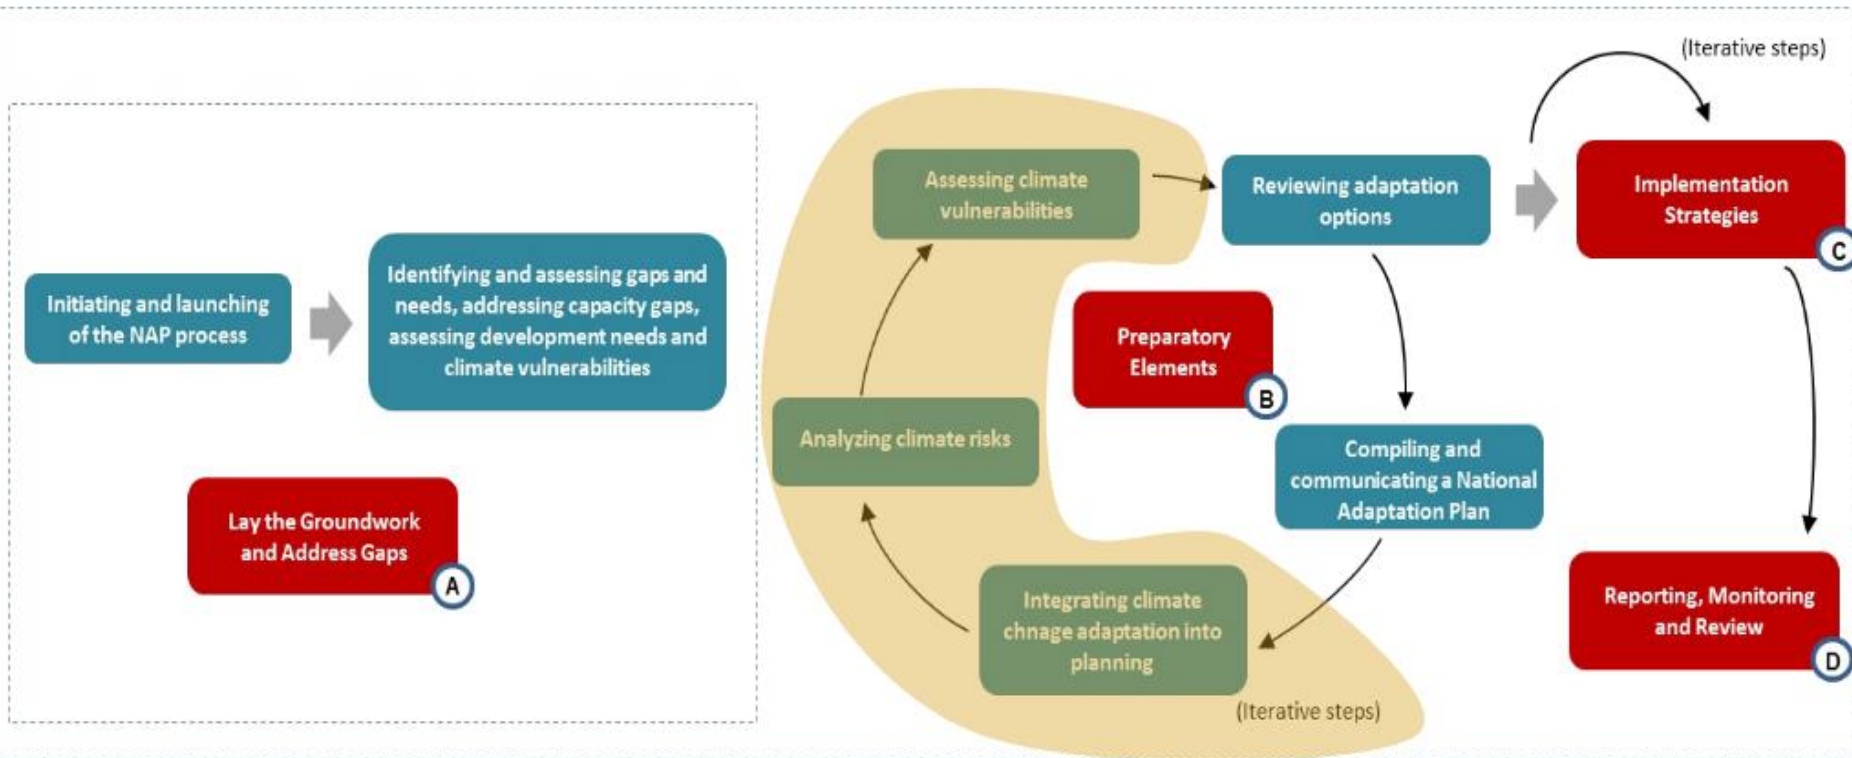 Initiating and launching
of the NAP process
Identifying and assessing gaps and
needs, addressing capacity gaps,
assessing development needs and
climate vulnerabilities
Lay the Groundwork
and Address Gaps
A
Assessing climate
vulnerabilities
Analyzing climate risks
Integrating climate
chnage adaptation into
planning
(Iterative steps)
Preparatory
Elements
B
Reviewing adaptation
options
Compiling and
communicating a National
Adaptation Plan
(Iterative steps)
Implementation
Strategies
C
Reporting, Monitoring
and Review
D